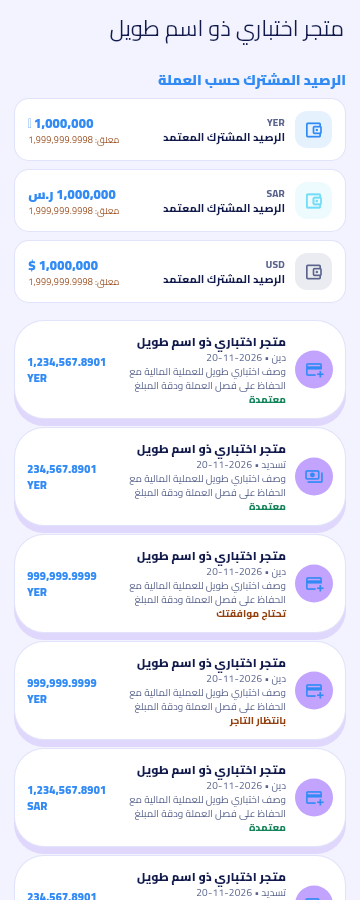 متجر اختباري ذو اسم طويل
الرصيد المشترك حسب العملة
YER
الرصيد المشترك المعتمد
1,000,000
معلق: 1,999,999.9998
SAR
الرصيد المشترك المعتمد
1,000,000 ر.س
معلق: 1,999,999.9998
USD
الرصيد المشترك المعتمد
1,000,000 $
معلق: 1,999,999.9998
متجر اختباري ذو اسم طويل
دين • 2026-11-20
وصف اختباري طويل للعملية المالية مع
الحفاظ على فصل العملة ودقة المبلغ
معتمدة
1,234,567.8901
YER
متجر اختباري ذو اسم طويل
تسديد • 2026-11-20
وصف اختباري طويل للعملية المالية مع
الحفاظ على فصل العملة ودقة المبلغ
معتمدة
234,567.8901
YER
متجر اختباري ذو اسم طويل
دين • 2026-11-20
وصف اختباري طويل للعملية المالية مع
الحفاظ على فصل العملة ودقة المبلغ
تحتاج موافقتك
999,999.9999
YER
متجر اختباري ذو اسم طويل
دين • 2026-11-20
وصف اختباري طويل للعملية المالية مع
الحفاظ على فصل العملة ودقة المبلغ
بانتظار التاجر
999,999.9999
YER
متجر اختباري ذو اسم طويل
دين • 2026-11-20
وصف اختباري طويل للعملية المالية مع
الحفاظ على فصل العملة ودقة المبلغ
معتمدة
1,234,567.8901
SAR
متجر اختباري ذو اسم طويل
تسديد • 2026-11-20
234,567.8901